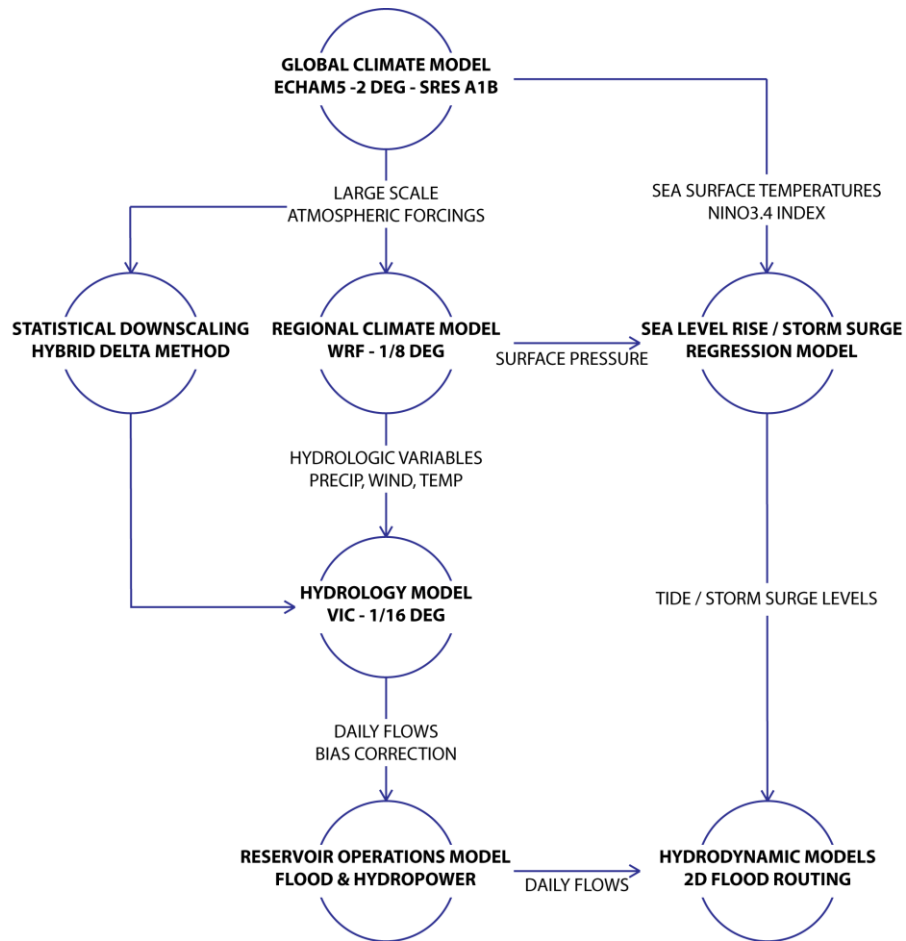 GLOBAL CLIMATE MODEL
ECHAM5 -2 DEG - SRES A1B
LARGE SCALE
ATMOSPHERIC FORCINGS
SEA SURFACE TEMPERATURES
NINO3.4 INDEX
STATISTICAL DOWNSCALING
HYBRID DELTA METHOD
REGIONAL CLIMATE MODEL
WRF - 1/8 DEG
SURFACE PRESSURE
SEA LEVEL RISE / STORM SURGE
REGRESSION MODEL
HYDROLOGIC VARIABLES
PRECIP, WIND, TEMP
HYDROLOGY MODEL
VIC - 1/16 DEG
TIDE / STORM SURGE LEVELS
DAILY FLOWS
BIAS CORRECTION
RESERVOIR OPERATIONS MODEL
FLOOD & HYDROPOWER
DAILY FLOWS
HYDRODYNAMIC MODELS
2D FLOOD ROUTING